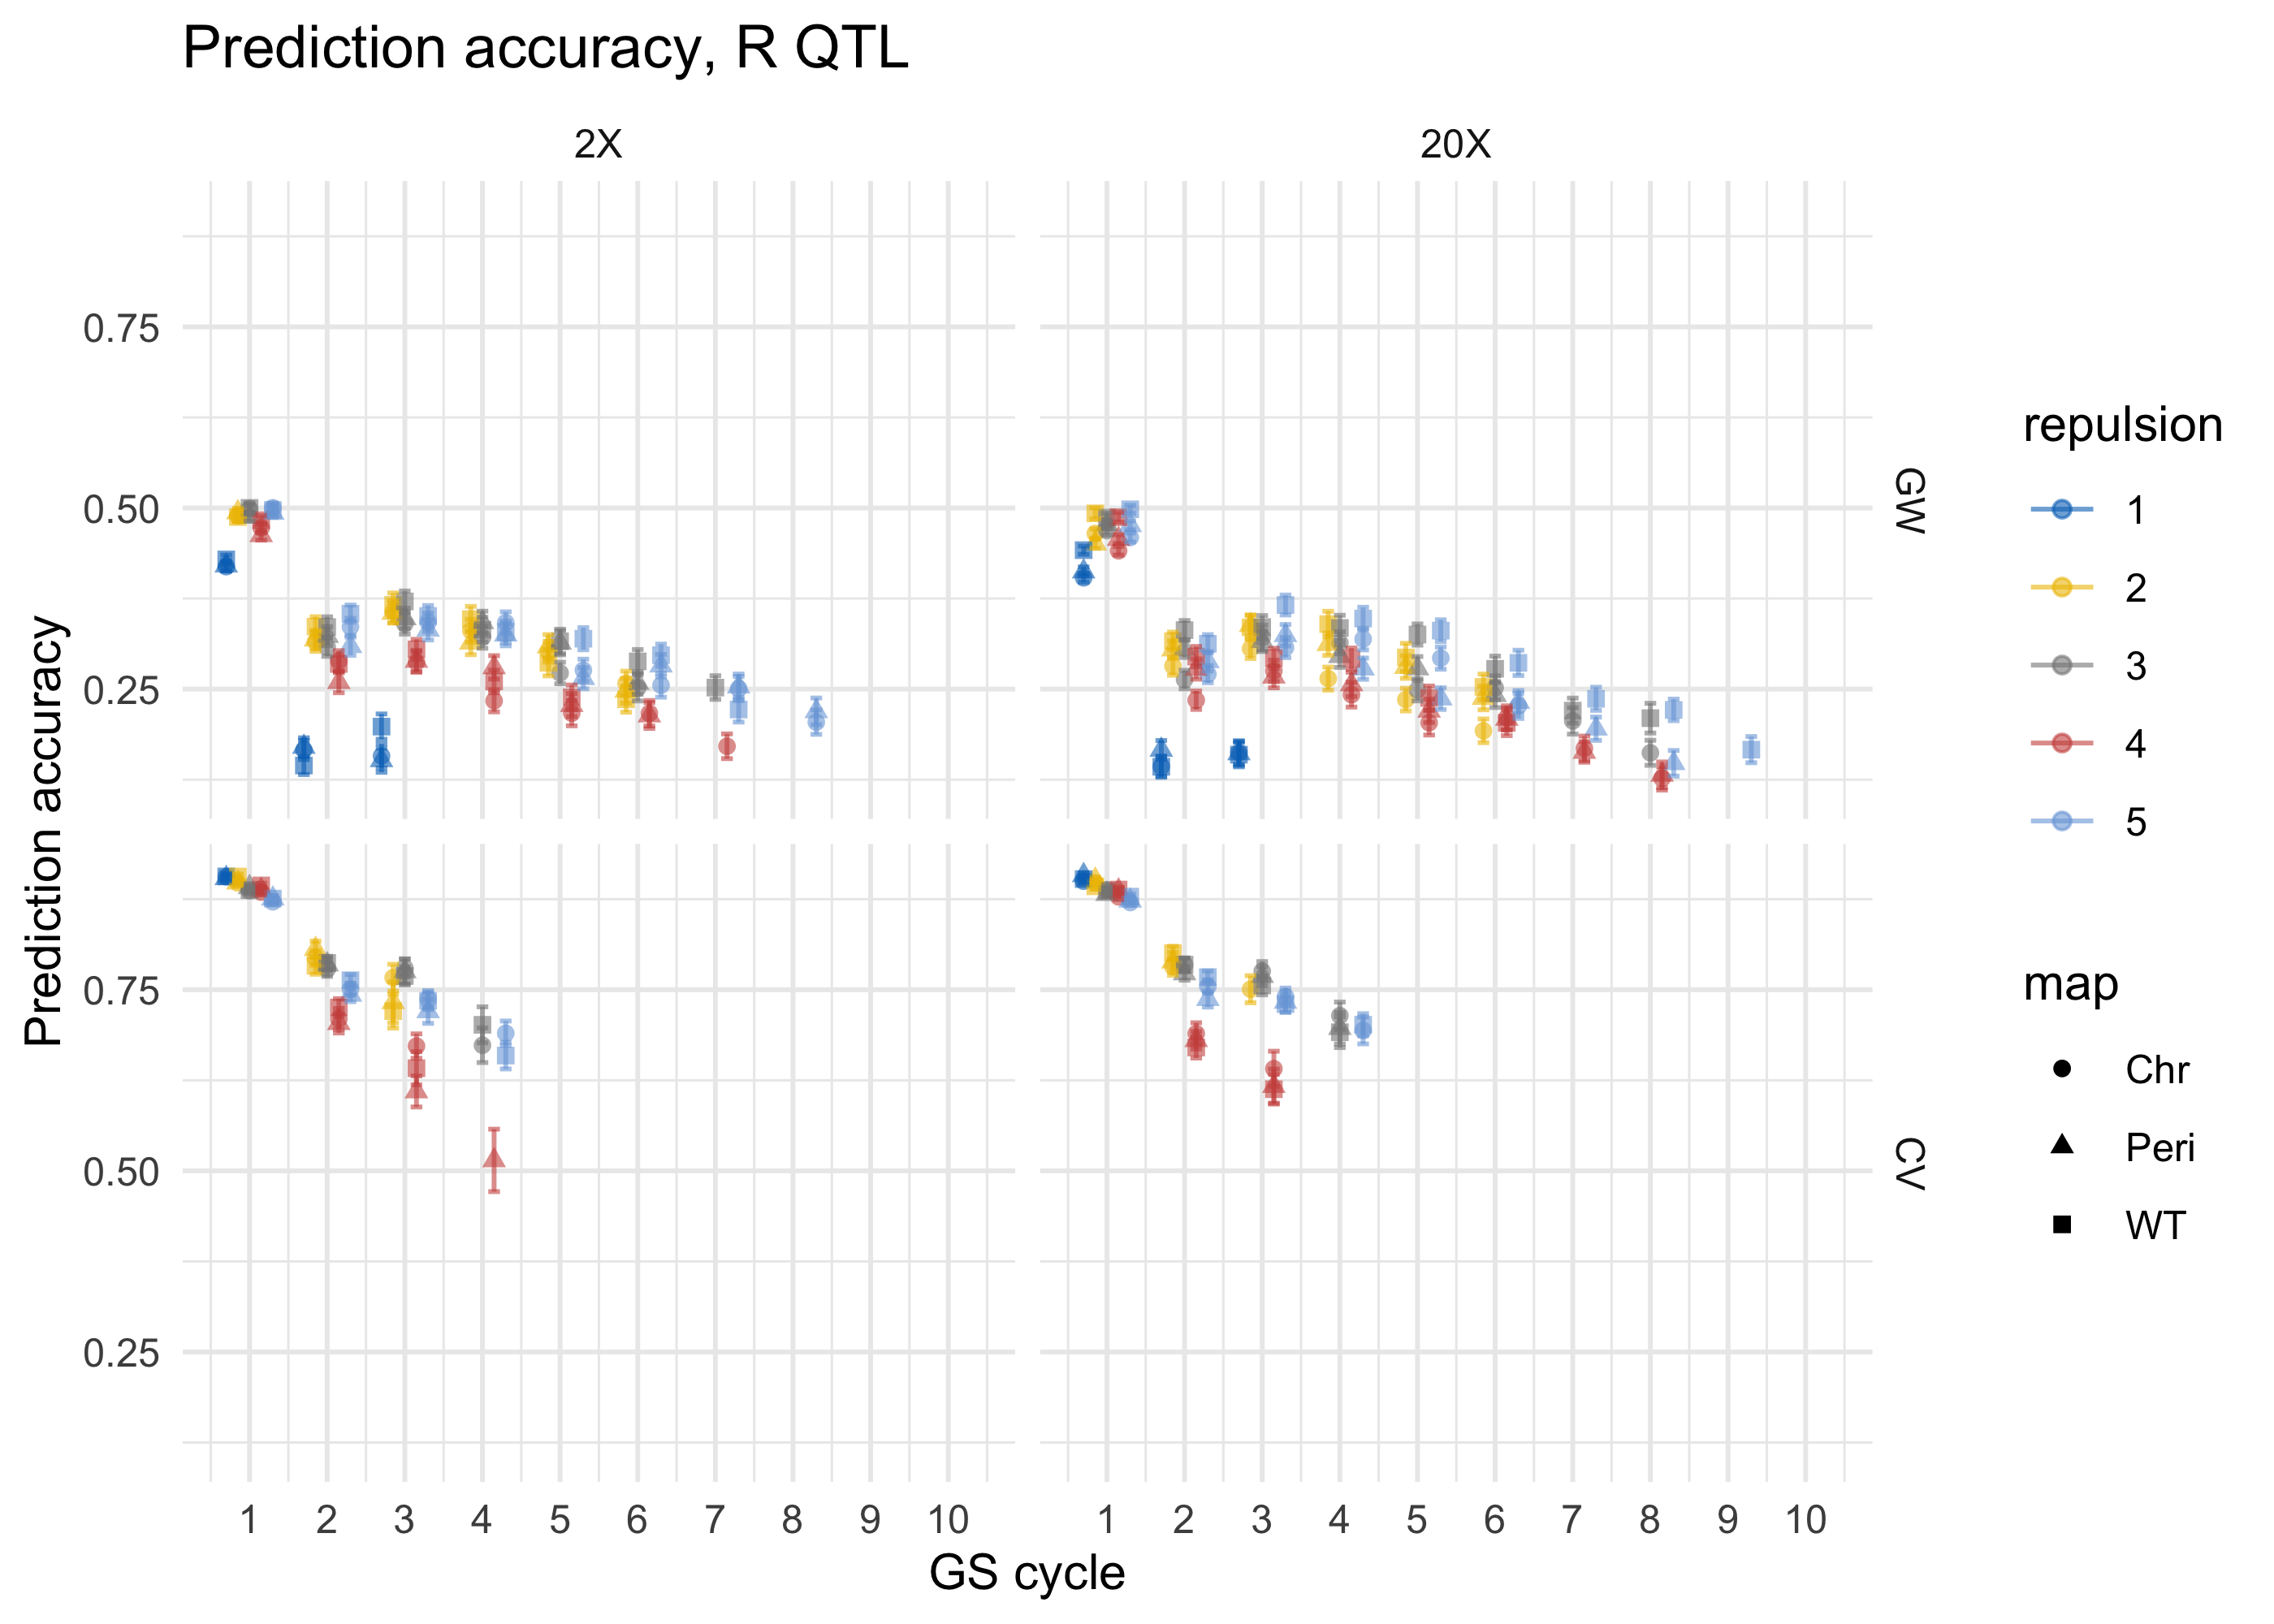 Prediction accuracy, R QTL
2X
20X
0.75
0.50
0.25
GW
0.75
0.50
0.25
CV
Prediction accuracy
1 2 3 4 5 6 7 8 9 10
1 2 3 4 5 6 7 8 9 10
GS cycle
repulsion
1
2
3
4
5
map
Chr
Peri
WT